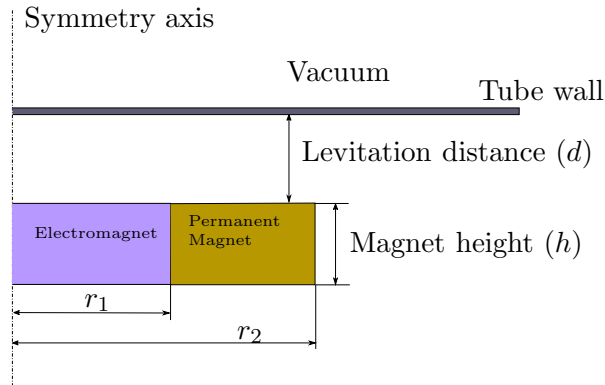 Symmetry axis
Vacuum
Tube wall
Levitation distance (d)
Electromagnet
Permanent
Magnet
Magnet height (h)
r₁
r₂